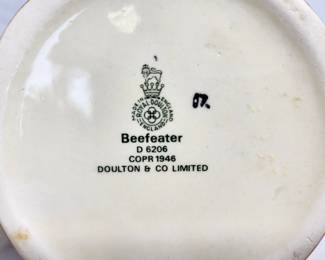 MADE IN ENGLAND
ROYAL DOULTON
ENGLAND
Beefeater
D 6206
COPR 1946
DOULTON & CO LIMITED